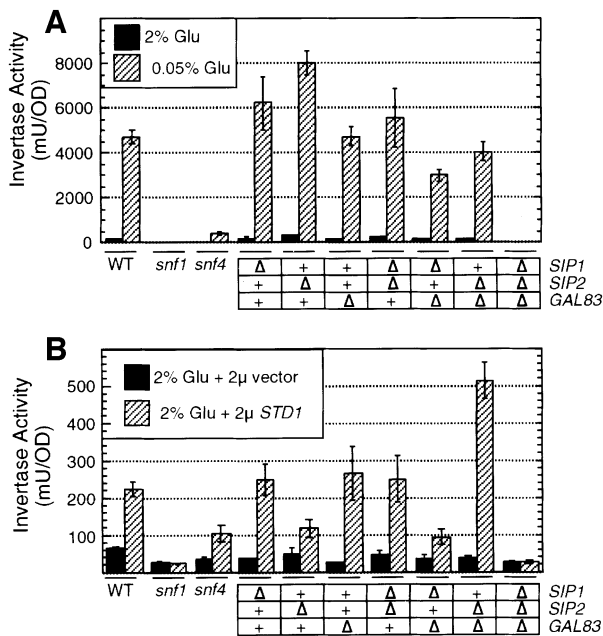 A
2% Glu
0.05% Glu
Invertase Activity
(mU/OD)
8000
6000
4000
2000
0
WT snf1 snf4
Δ + + Δ Δ + Δ SIP1
+ Δ + Δ + Δ Δ SIP2
+ + Δ + Δ Δ Δ GAL83
B
2% Glu + 2μ vector
2% Glu + 2μ STD1
Invertase Activity
(mU/OD)
500
400
300
200
100
WT snf1 snf4
Δ + + Δ Δ + Δ SIP1
+ Δ + Δ + Δ Δ SIP2
+ + Δ + Δ Δ Δ GAL83